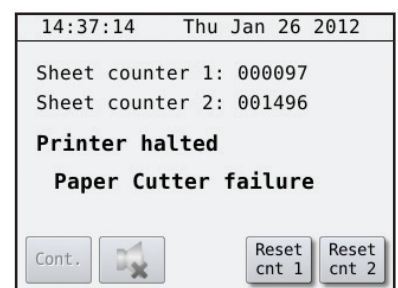 14:37:14 Thu Jan 26 2012
Sheet counter 1: 000097
Sheet counter 2: 001496
Printer halted
Paper Cutter failure
Cont.
Reset cnt 1
Reset cnt 2